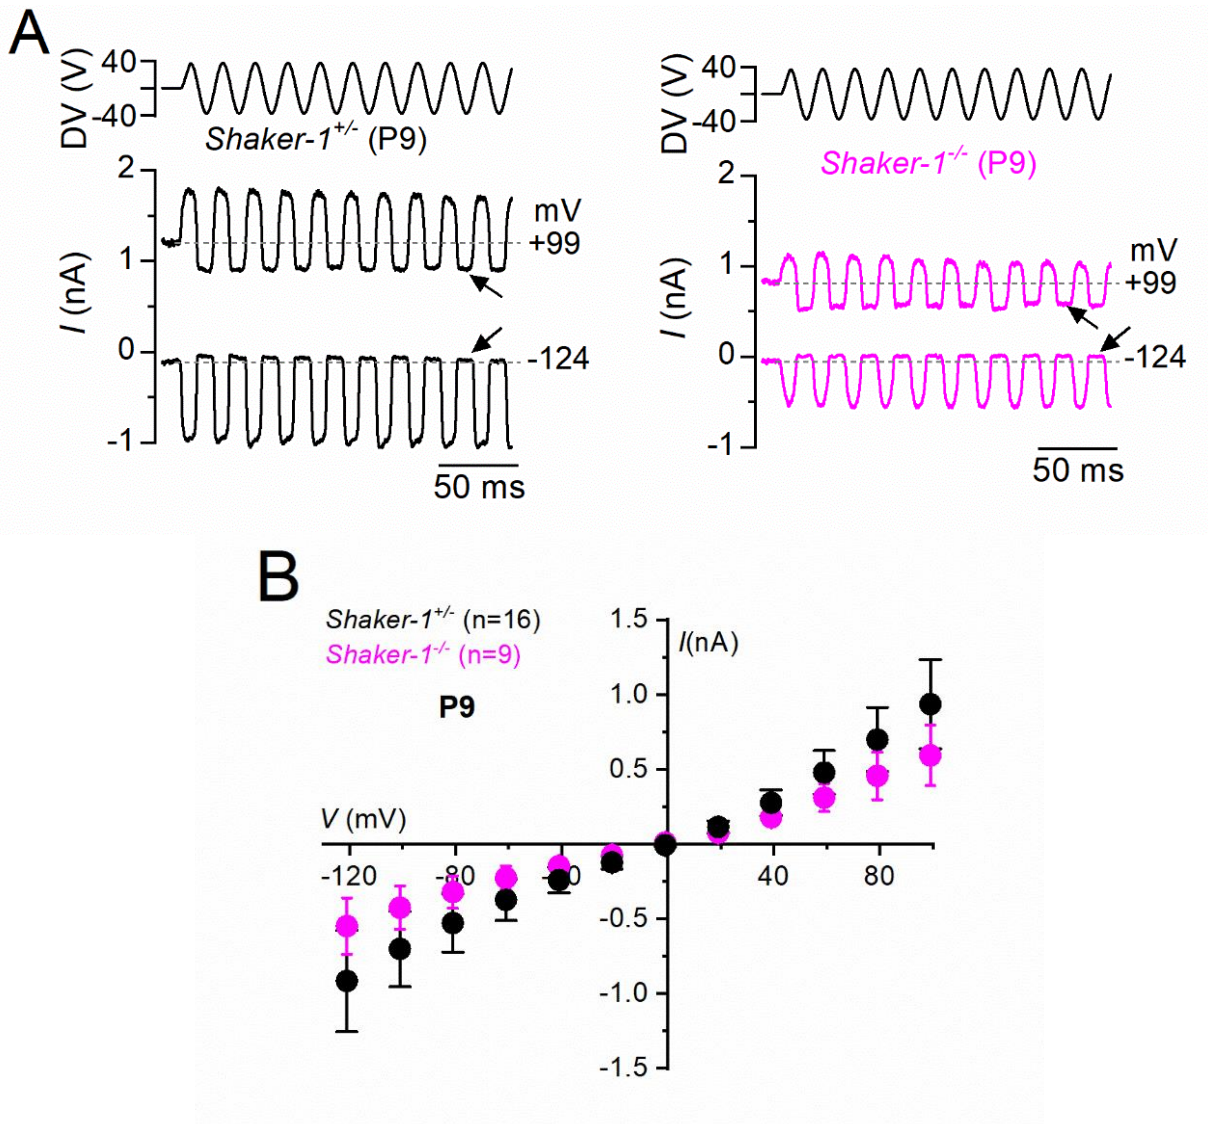 A
DV (V)
40
-40
Shaker-1+/- (P9)
I (nA)
2
1
0
-1
mV
+99
-124
50 ms
DV (V)
40
-40
Shaker-1-/- (P9)
I (nA)
2
1
0
-1
mV
+99
-124
50 ms
B
Shaker-1+/- (n=16)
Shaker-1-/- (n=9)
P9
I(nA)
1.5
1.0
0.5
-0.5
-1.0
-1.5
V (mV)
-120
-80
40
80